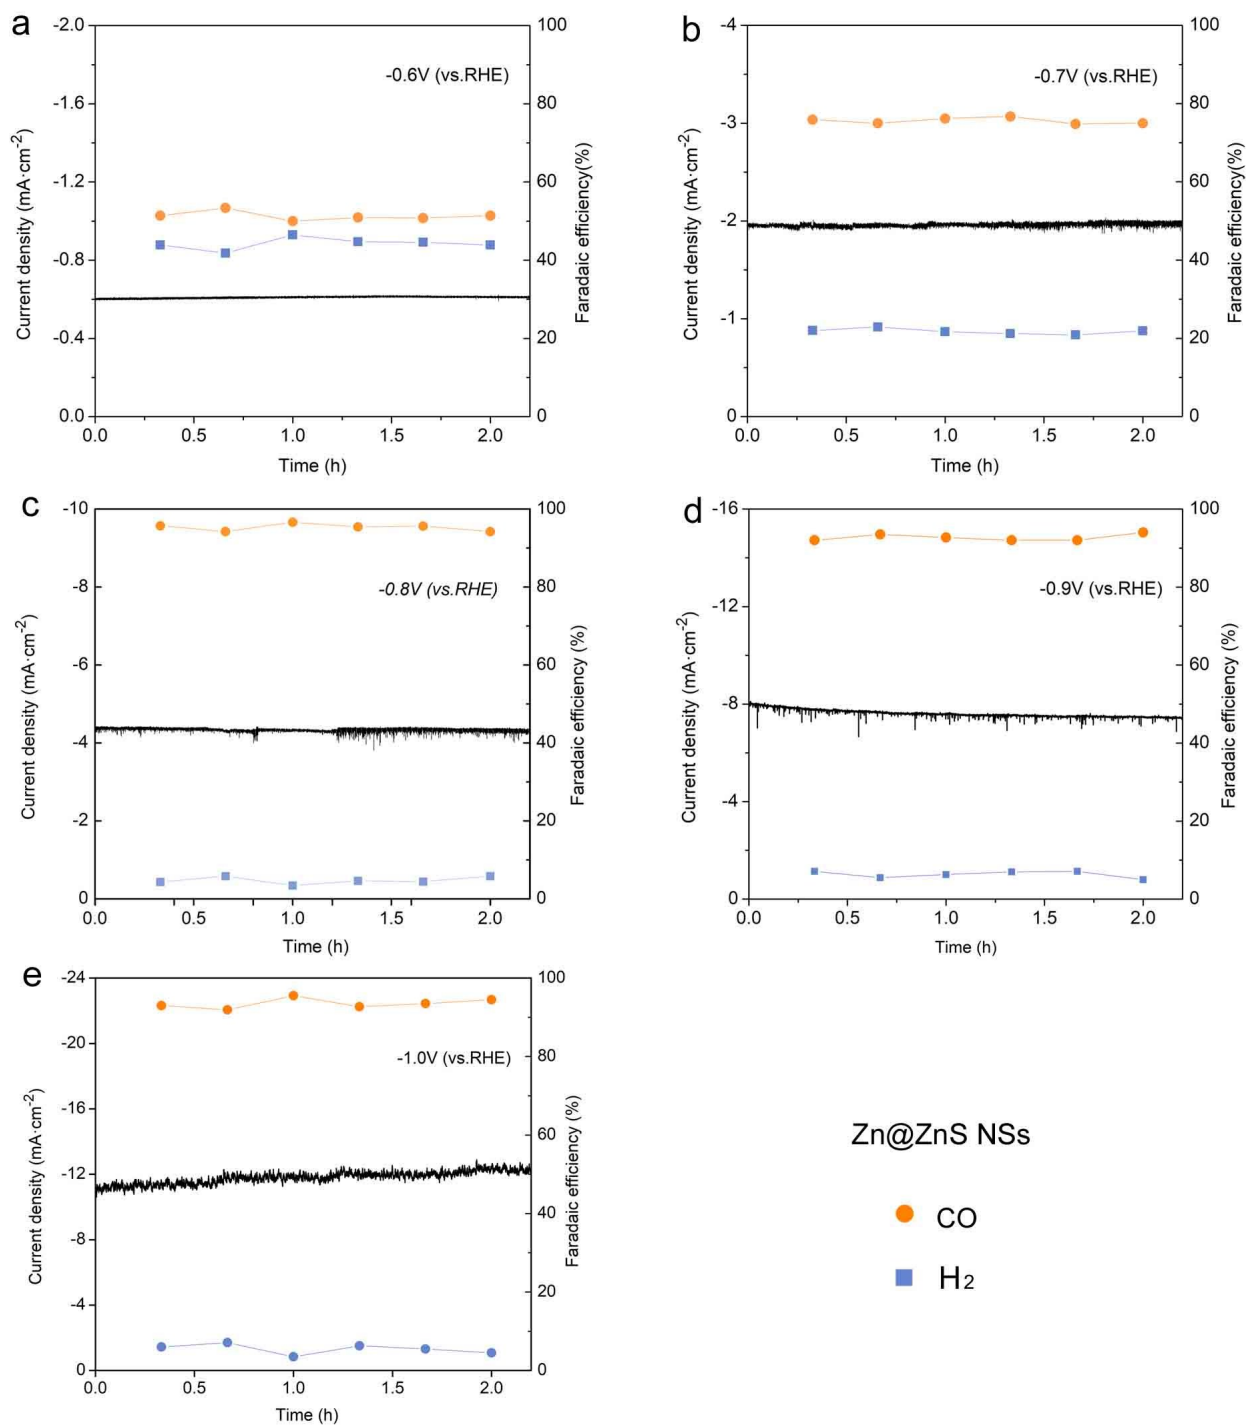 a
-2.0
-1.6
-1.2
-0.8
-0.4
0.0
Current density (mA·cm-2)
-0.6V (vs.RHE)
100
80
60
40
20
0
Faradaic efficiency(%)
0.0 0.5 1.0 1.5 2.0
Time (h)
b
-4
-3
-2
-1
0
Current density (mA·cm-2)
-0.7V (vs.RHE)
100
80
60
40
20
0
Faradaic efficiency(%)
0.0 0.5 1.0 1.5 2.0
Time (h)
c
-10
-8
-6
-4
-2
0
Current density (mA·cm-2)
-0.8V (vs.RHE)
100
80
60
40
20
0
Faradaic efficiency (%)
0.0 0.5 1.0 1.5 2.0
Time (h)
d
-16
-12
-8
-4
0
Current density (mA·cm-2)
-0.9V (vs.RHE)
100
80
60
40
20
0
Faradaic efficiency (%)
0.0 0.5 1.0 1.5 2.0
Time (h)
e
-24
-20
-16
-12
-8
-4
0
Current density (mA·cm-2)
-1.0V (vs.RHE)
100
80
60
40
20
0
Faradaic efficiency (%)
0.0 0.5 1.0 1.5 2.0
Time (h)
Zn@ZnS NSs
CO
H2